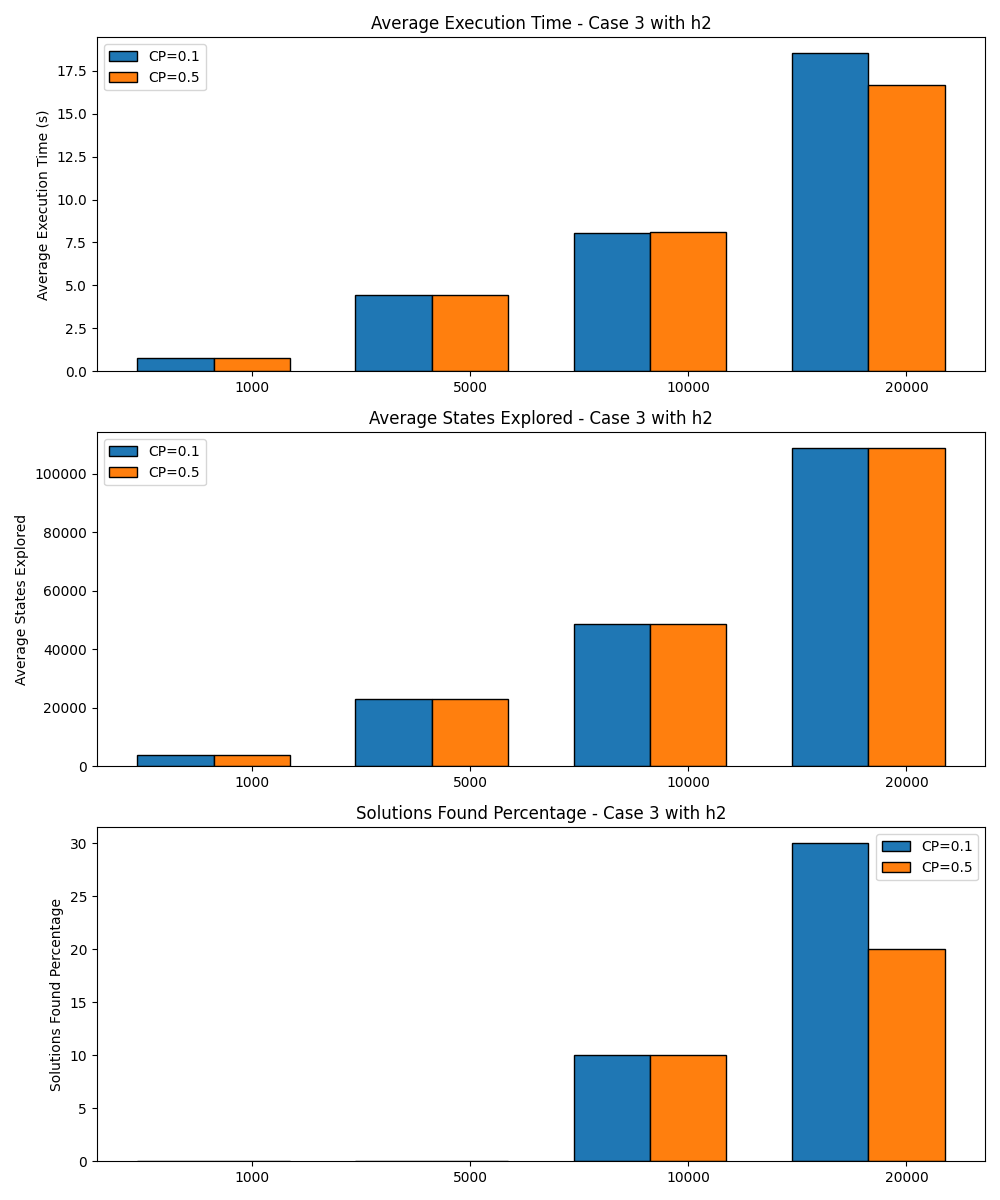 Average Execution Time - Case 3 with h2
CP=0.1
CP=0.5
Average Execution Time (s)
17.5
15.0
12.5
10.0
7.5
5.0
2.5
0.0
1000 5000 10000 20000
Average States Explored - Case 3 with h2
CP=0.1
CP=0.5
Average States Explored
100000
80000
60000
40000
20000
0
1000 5000 10000 20000
Solutions Found Percentage - Case 3 with h2
CP=0.1
CP=0.5
Solutions Found Percentage
30
25
20
15
10
5
0
1000 5000 10000 20000